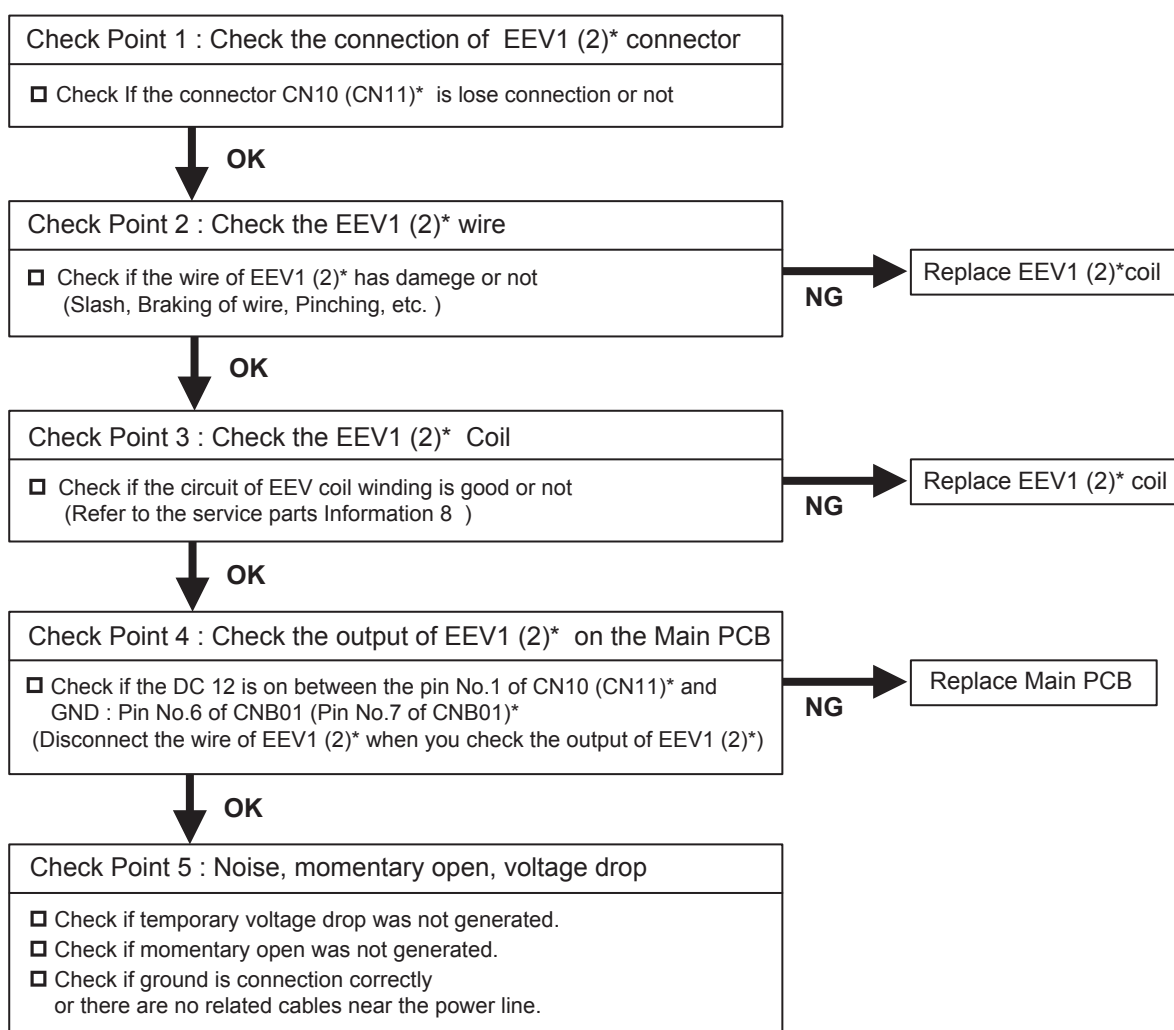 Check Point 1 : Check the connection of EEV1 (2)* connector
Check If the connector CN10 (CN11)* is lose connection or not
OK
Check Point 2 : Check the EEV1 (2)* wire
Check if the wire of EEV1 (2)* has damege or not
(Slash, Braking of wire, Pinching, etc. )
NG
Replace EEV1 (2)*coil
OK
Check Point 3 : Check the EEV1 (2)* Coil
Check if the circuit of EEV coil winding is good or not
(Refer to the service parts Information 8 )
NG
Replace EEV1 (2)* coil
OK
Check Point 4 : Check the output of EEV1 (2)* on the Main PCB
Check if the DC 12 is on between the pin No.1 of CN10 (CN11)* and
GND : Pin No.6 of CNB01 (Pin No.7 of CNB01)*
(Disconnect the wire of EEV1 (2)* when you check the output of EEV1 (2)*)
NG
Replace Main PCB
OK
Check Point 5 : Noise, momentary open, voltage drop
Check if temporary voltage drop was not generated.
Check if momentary open was not generated.
Check if ground is connection correctly
or there are no related cables near the power line.